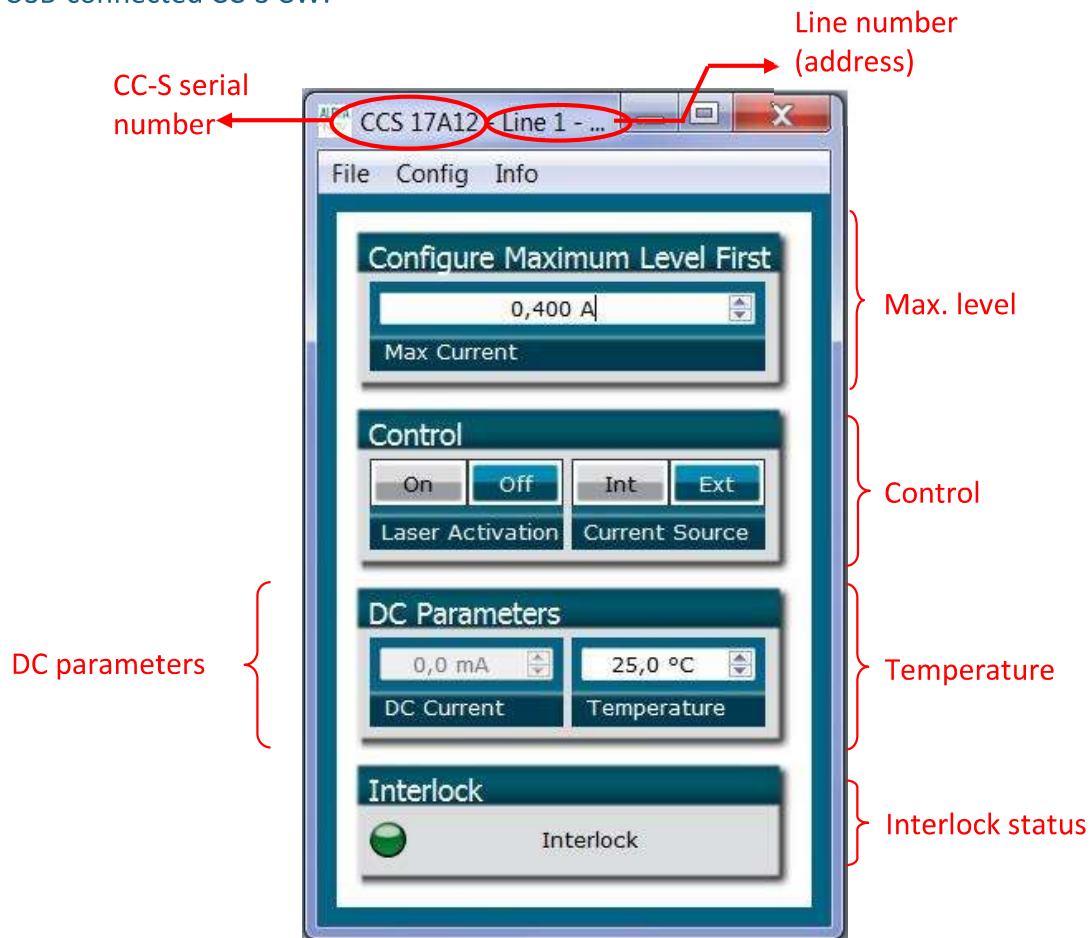 Line number
(address)
CC-S serial
number
CCS 17A12 - Line 1 - ...
File Config Info
Configure Maximum Level First
0,400 A
Max Current
Max. level
Control
On Off Int Ext
Laser Activation Current Source
Control
DC Parameters
0,0 mA 25,0 °C
DC Current Temperature
DC parameters
Temperature
Interlock
Interlock
Interlock status